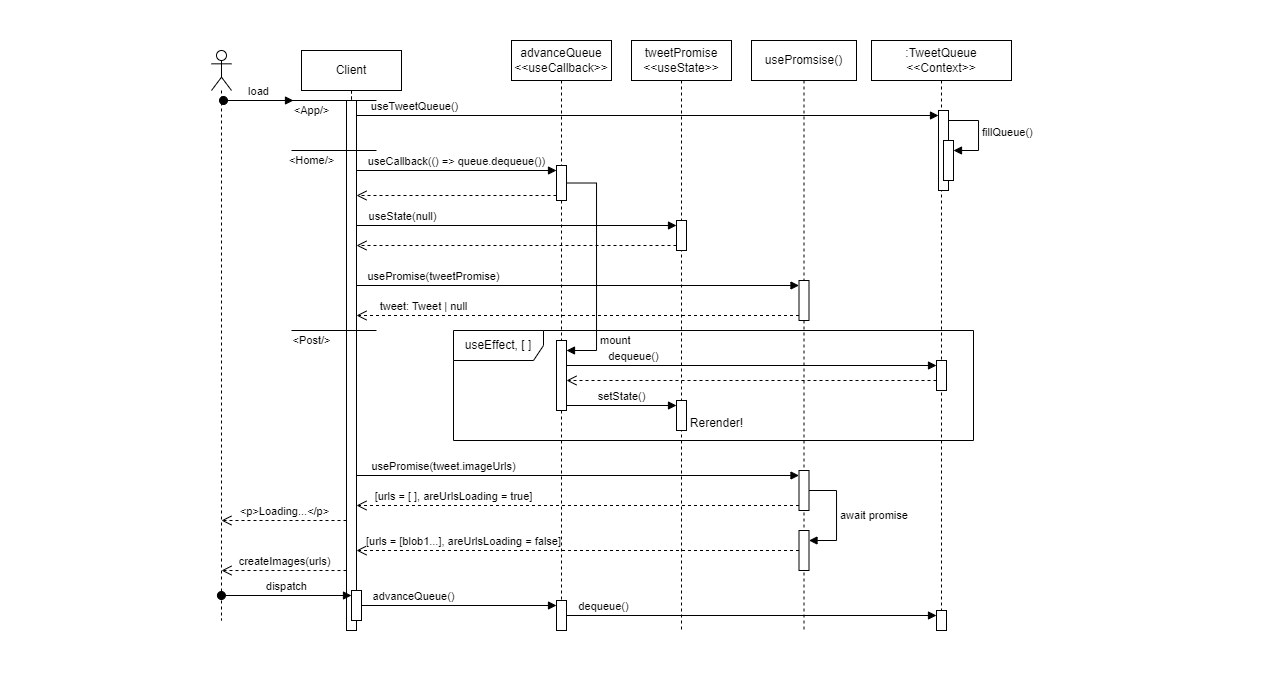 Client
advanceQueue
<<useCallback>>
tweetPromise
<<useState>>
usePromsise()
:TweetQueue
<<Context>>
load
<App/>
useTweetQueue()
fillQueue()
<Home/>
useCallback(() => queue.dequeue())
useState(null)
usePromise(tweetPromise)
tweet: Tweet | null
<Post/>
useEffect, [ ]
mount
dequeue()
setState()
Rerender!
usePromise(tweet.imageUrls)
[urls = [ ], areUrlsLoading = true]
<p>Loading...</p>
await promise
[urls = [blob1...], areUrlsLoading = false]
createImages(urls)
dispatch
advanceQueue()
dequeue()